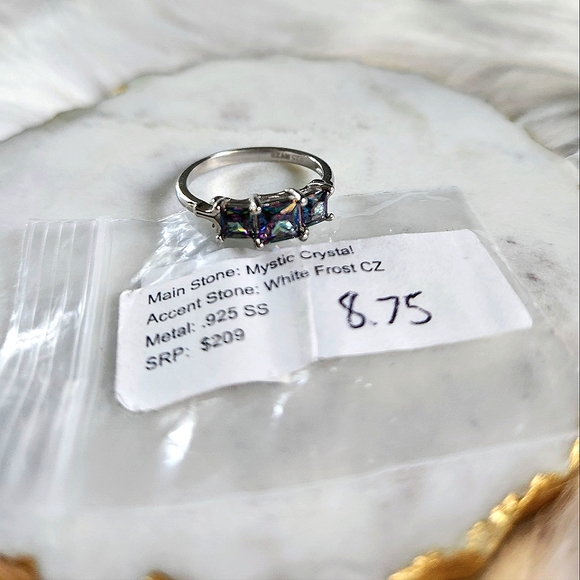 Main Stone: Mystic Crystal
Accent Stone: White Frost CZ
Metal: .925 SS
SRP: $209
8.75